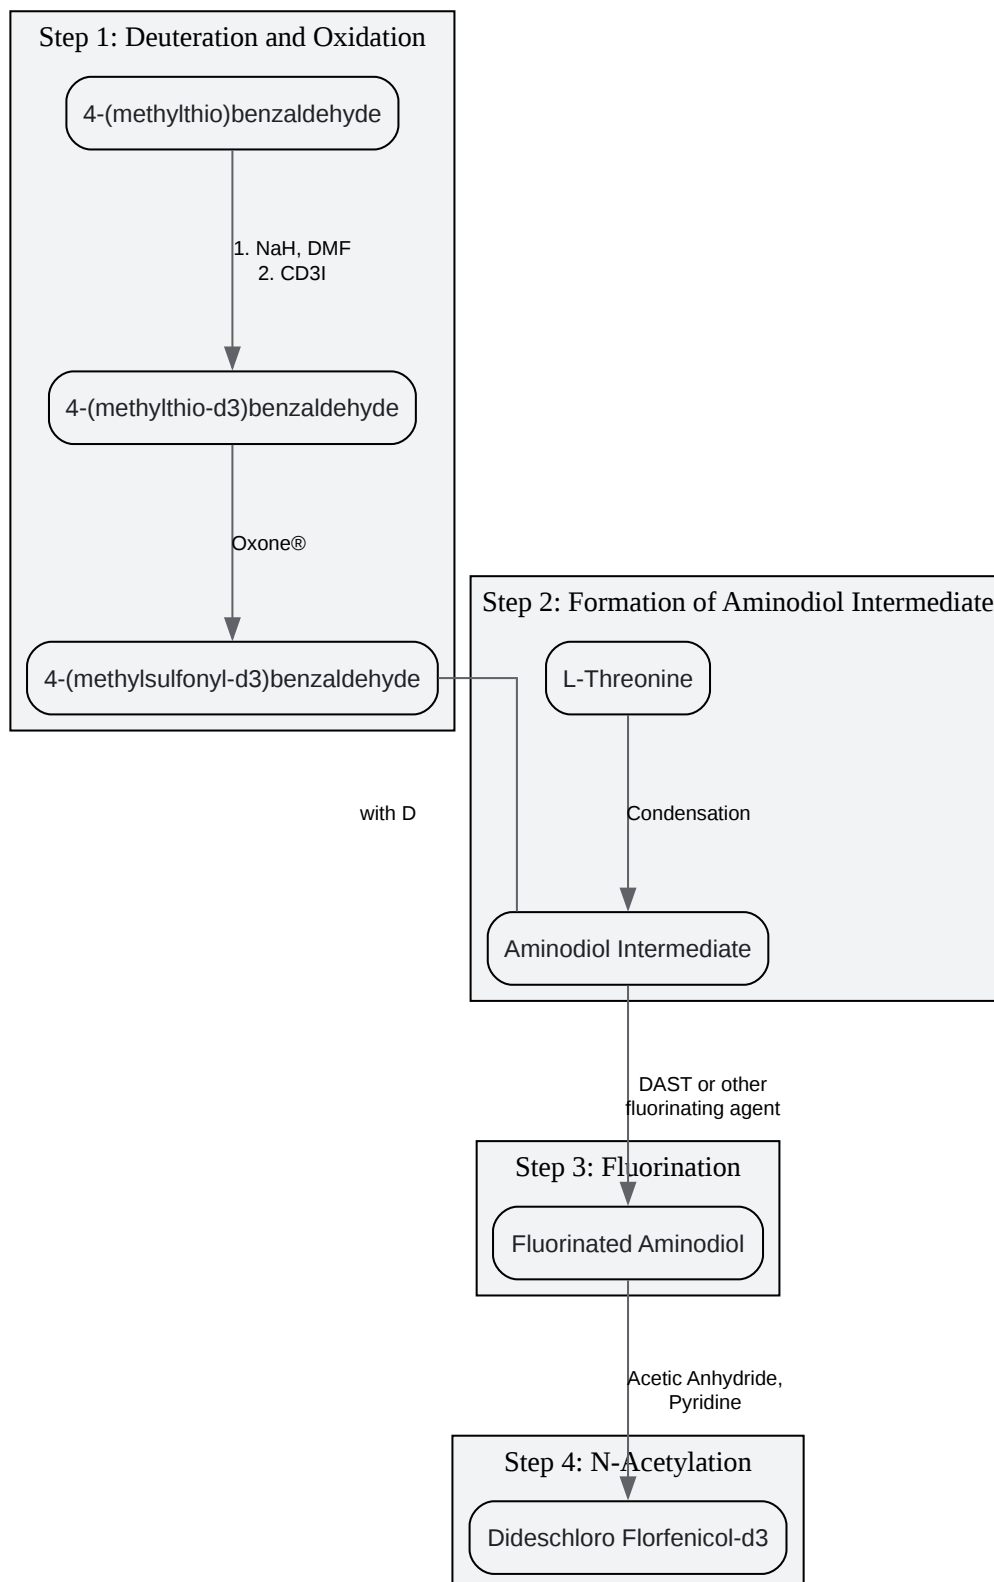 Step 1: Deuteration and Oxidation
4-(methylthio)benzaldehyde
1. NaH, DMF
2. CD3I
4-(methylthio-d3)benzaldehyde
Oxone®
4-(methylsulfonyl-d3)benzaldehyde
Step 2: Formation of Aminodiol Intermediate
L-Threonine
with D
Condensation
Aminodiol Intermediate
DAST or other
fluorinating agent
Step 3: Fluorination
Fluorinated Aminodiol
Acetic Anhydride,
Pyridine
Step 4: N-Acetylation
Dideschloro Florfenicol-d3